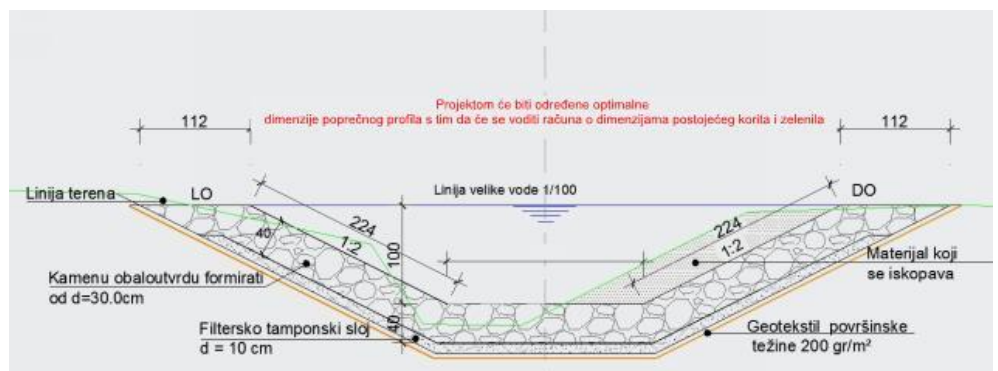 Projektom će biti određene optimalne
dimenzije poprečnog profila s tim da će se voditi računa o dimenzijama postojećeg korita i zelenila
112
112
Linija terena
LO
Linija velike vode 1/100
DO
224
1:2
40
100
224
1:2
Materijal koji
se iskopava
Kamenu obaloutvrdu formirati
od d=30.0cm
40
Filtersko tamponski sloj
d = 10 cm
Geotekstil površinske
težine 200 gr/m²